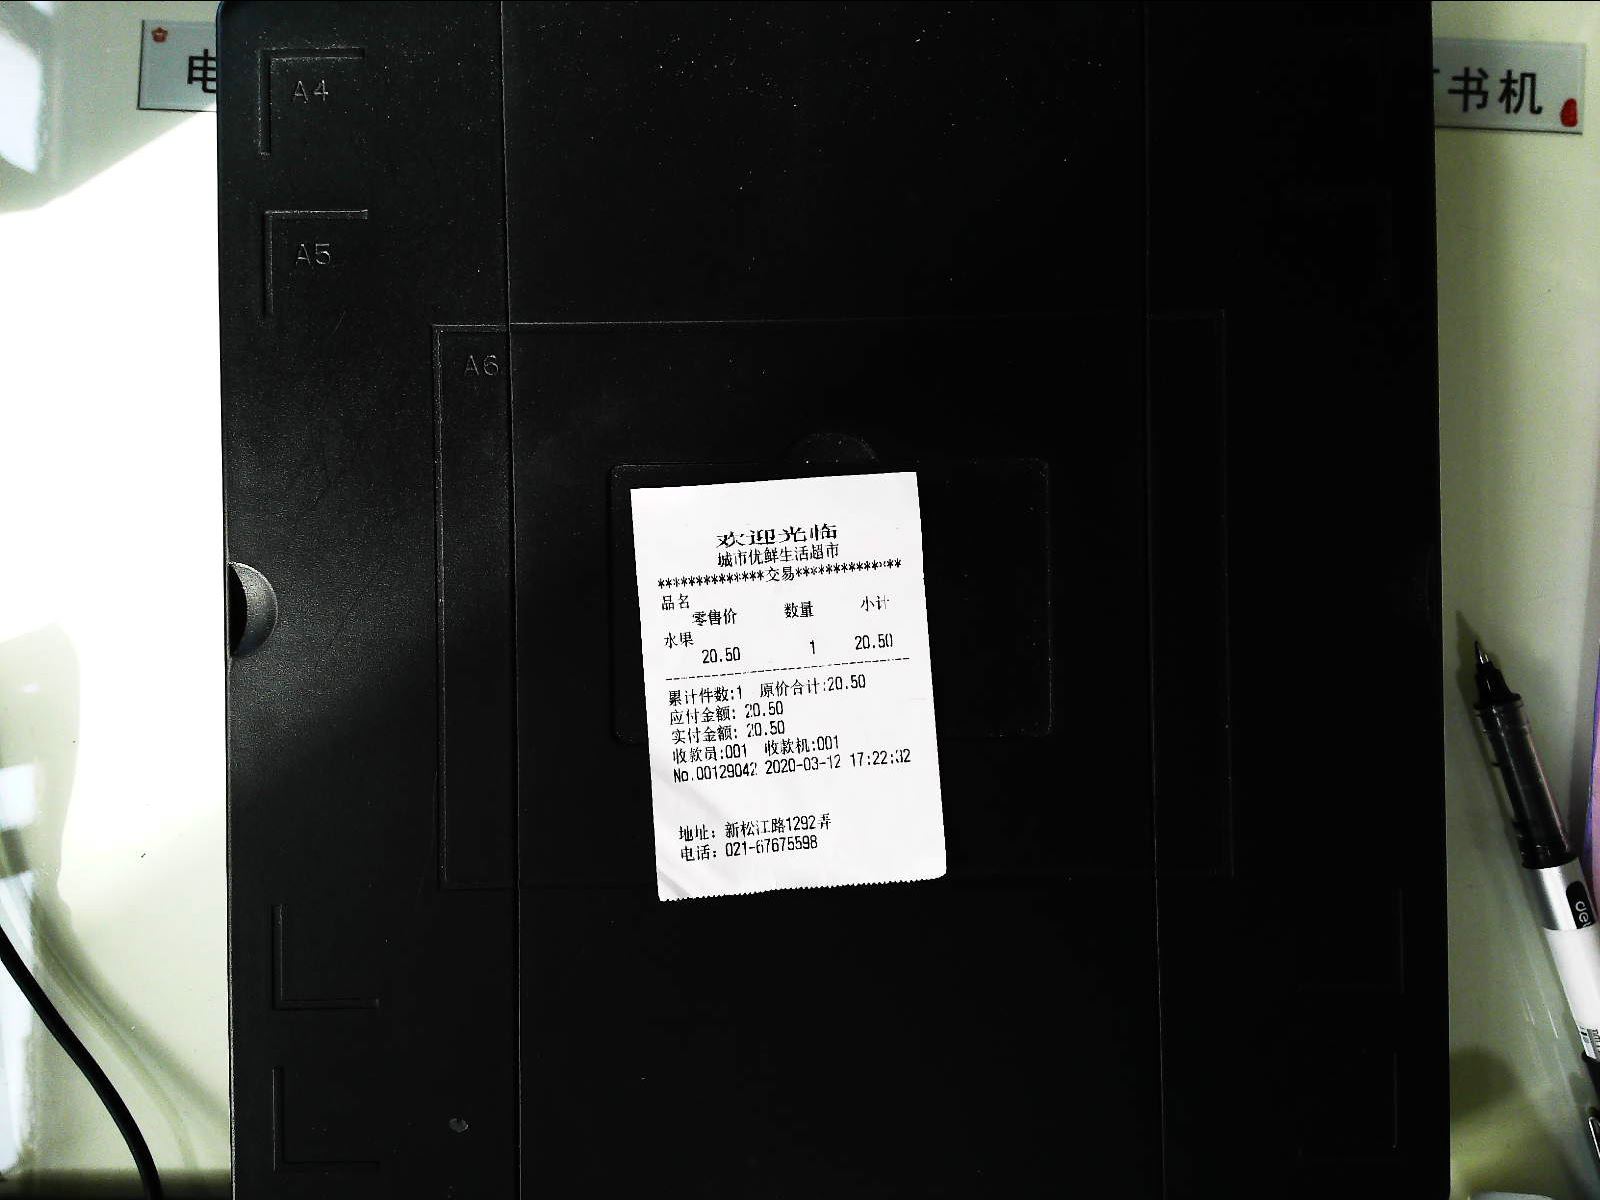 电
书机
A4
A5
A6
欢迎光临
城市优鲜生活超市
**************交易**************
品名
零售价 数量 小计
水果
20.50 1 20.50
--------------------------------
累计件数:1 原价合计:20.50
应付金额: 20.50
实付金额: 20.50
收款员:001 收款机:001
No.00129042 2020-03-12 17:22:32
地址: 新松江路1292弄
电话: 021-67675598